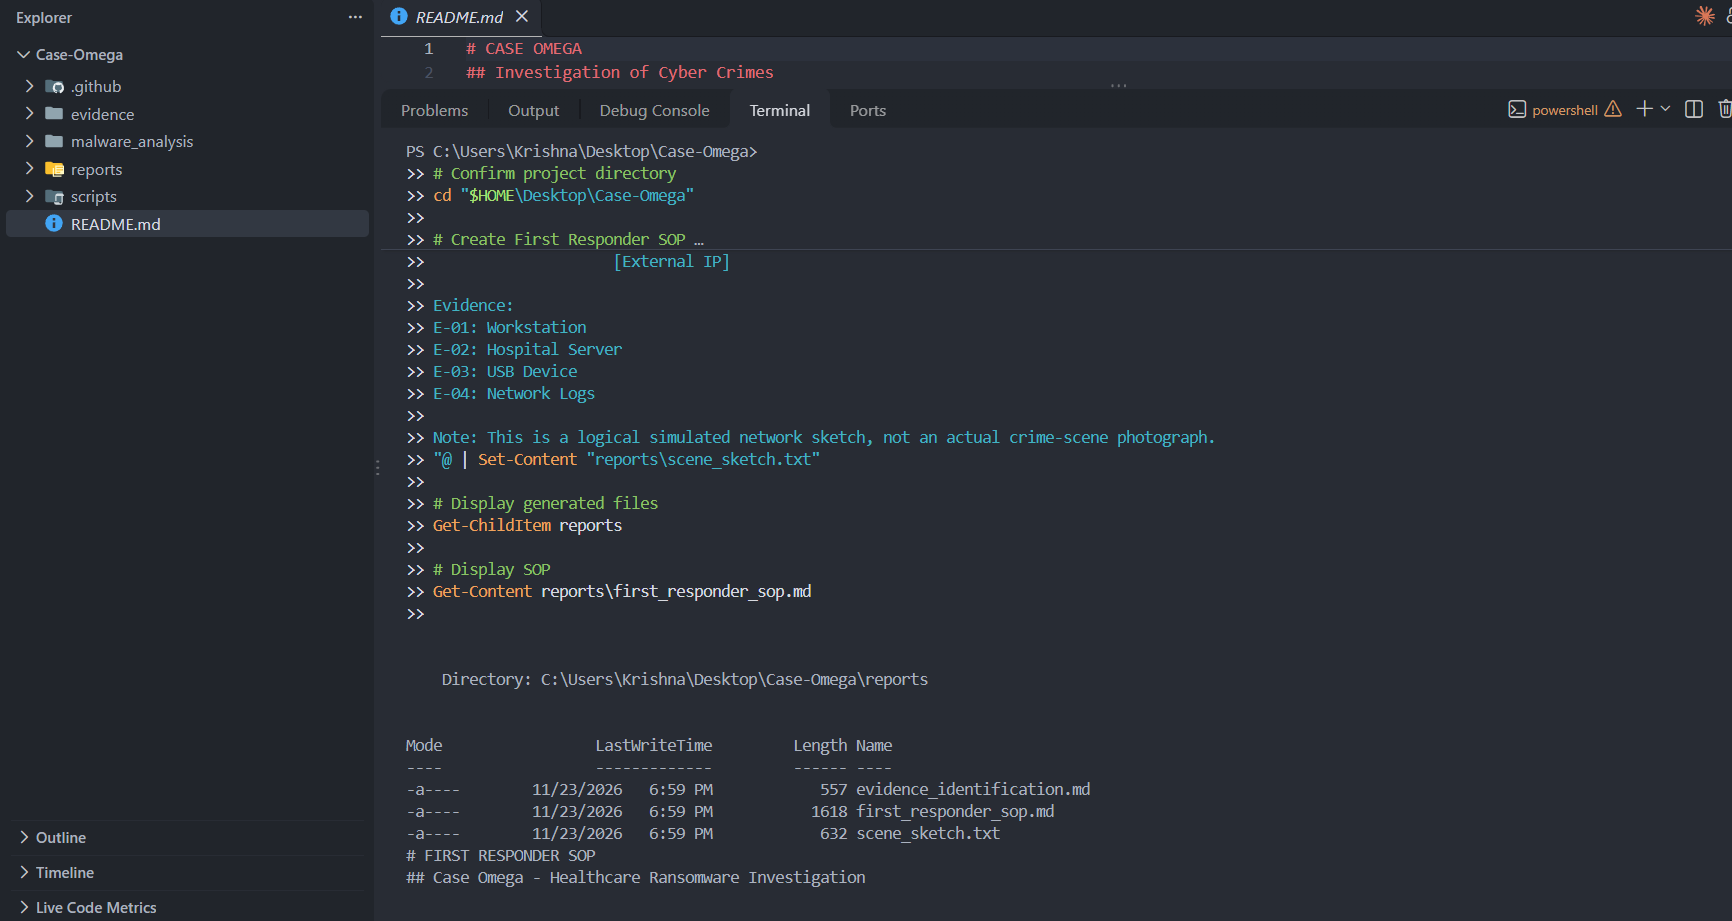 Explorer
···
Case-Omega
.github
evidence
malware_analysis
reports
scripts
README.md
Outline
Timeline
Live Code Metrics
README.md
1 # CASE OMEGA
2 ## Investigation of Cyber Crimes
Problems Output Debug Console Terminal Ports
powershell
PS C:\Users\Krishna\Desktop\Case-Omega>
>> # Confirm project directory
>> cd "$HOME\Desktop\Case-Omega"
>>
>> # Create First Responder SOP …
>>                     [External IP]
>>
>> Evidence:
>> E-01: Workstation
>> E-02: Hospital Server
>> E-03: USB Device
>> E-04: Network Logs
>>
>> Note: This is a logical simulated network sketch, not an actual crime-scene photograph.
>> "@ | Set-Content "reports\scene_sketch.txt"
>>
>> # Display generated files
>> Get-ChildItem reports
>>
>> # Display SOP
>> Get-Content reports\first_responder_sop.md
>>
Directory: C:\Users\Krishna\Desktop\Case-Omega\reports
Mode                 LastWriteTime         Length Name
----                 -------------         ------ ----
-a----        11/23/2026   6:59 PM            557 evidence_identification.md
-a----        11/23/2026   6:59 PM           1618 first_responder_sop.md
-a----        11/23/2026   6:59 PM            632 scene_sketch.txt
# FIRST RESPONDER SOP
## Case Omega - Healthcare Ransomware Investigation